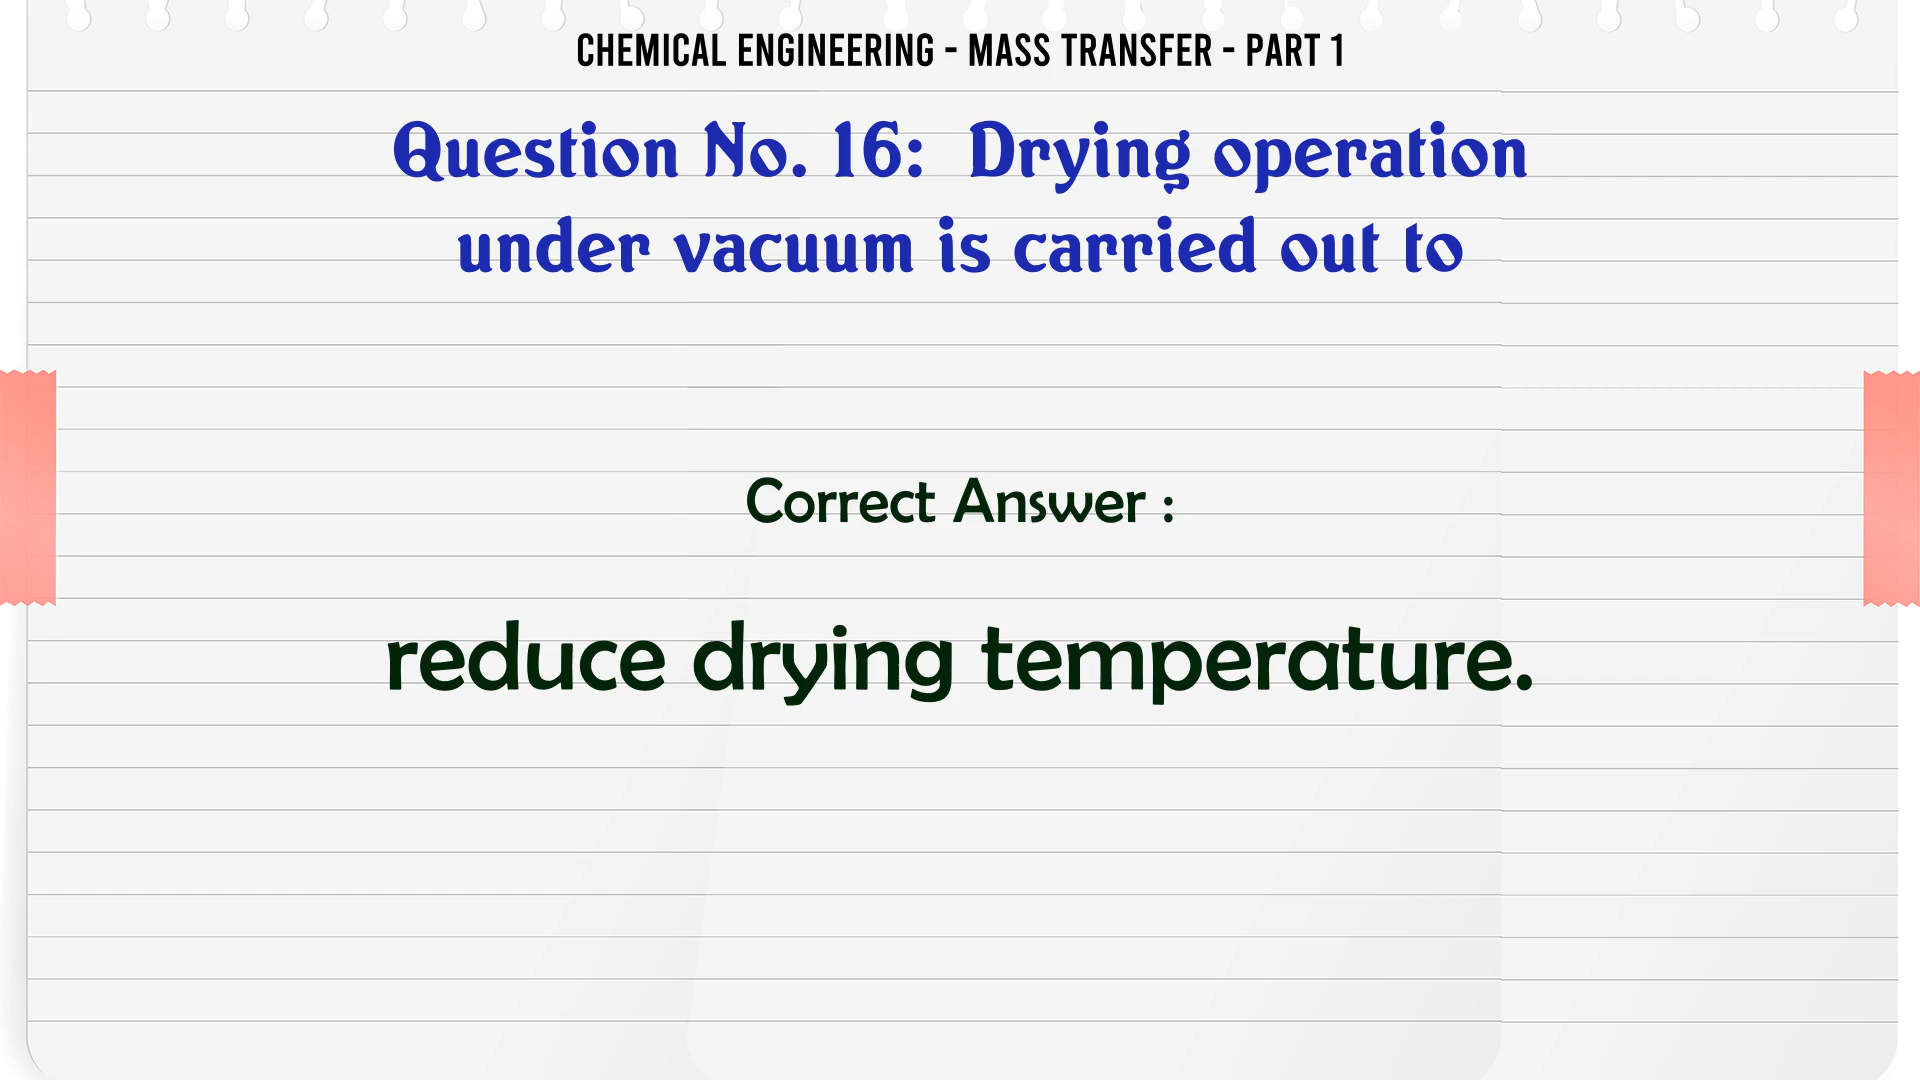 CHEMICAL ENGINEERING - MASS TRANSFER - PART 1
Question No. 16: Drying operation
under vacuum is carried out to
Correct Answer :
reduce drying temperature.